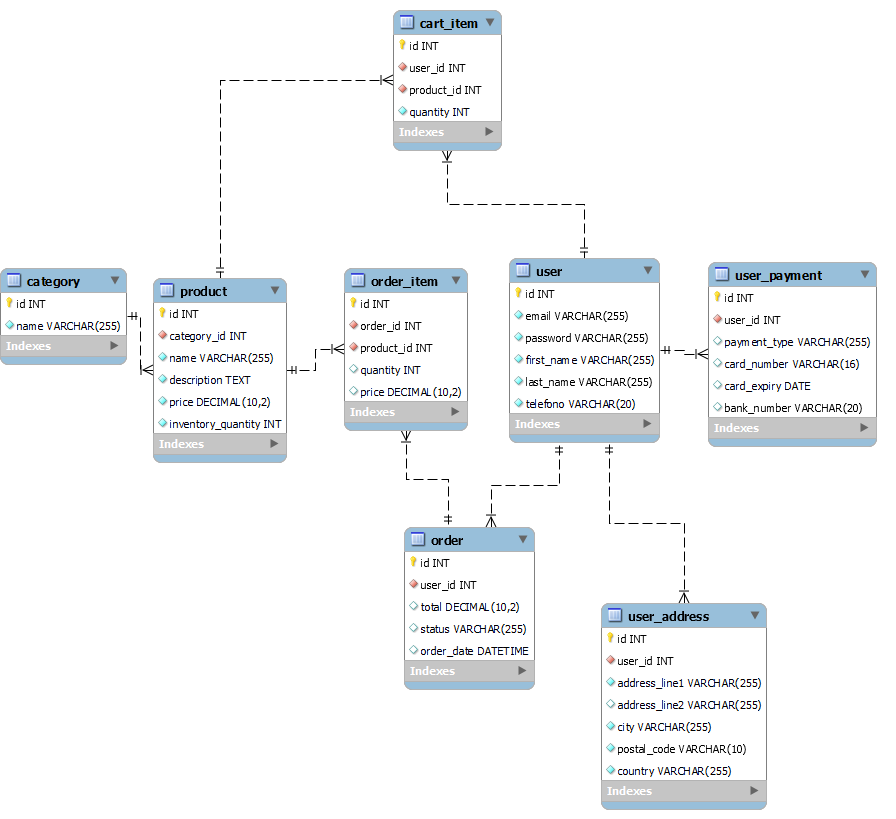 cart_item
id INT
user_id INT
product_id INT
quantity INT
Indexes
category
id INT
name VARCHAR(255)
Indexes
product
id INT
category_id INT
name VARCHAR(255)
description TEXT
price DECIMAL(10,2)
inventory_quantity INT
Indexes
order_item
id INT
order_id INT
product_id INT
quantity INT
price DECIMAL(10,2)
Indexes
user
id INT
email VARCHAR(255)
password VARCHAR(255)
first_name VARCHAR(255)
last_name VARCHAR(255)
telefono VARCHAR(20)
Indexes
user_payment
id INT
user_id INT
payment_type VARCHAR(255)
card_number VARCHAR(16)
card_expiry DATE
bank_number VARCHAR(20)
Indexes
order
id INT
user_id INT
total DECIMAL(10,2)
status VARCHAR(255)
order_date DATETIME
Indexes
user_address
id INT
user_id INT
address_line1 VARCHAR(255)
address_line2 VARCHAR(255)
city VARCHAR(255)
postal_code VARCHAR(10)
country VARCHAR(255)
Indexes